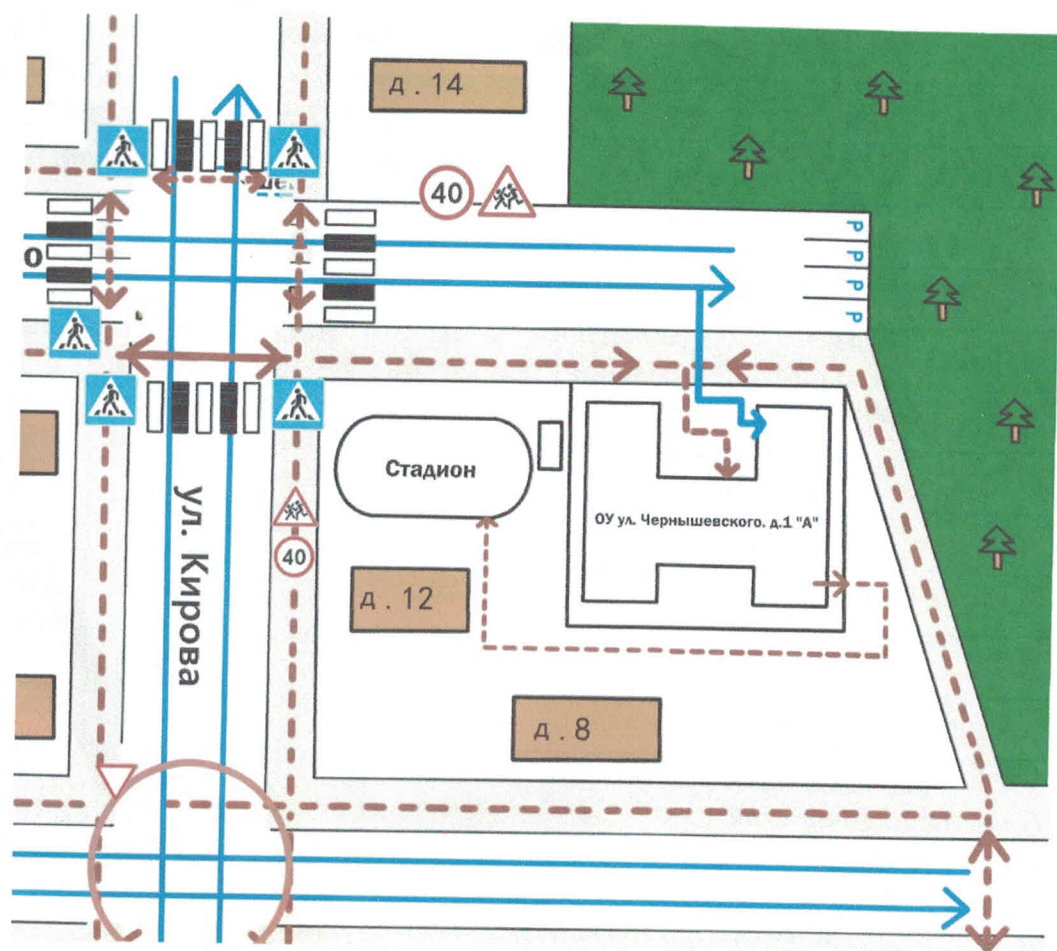 д . 14
40
Р
Р
Р
Р
О
Стадион
ОУ ул. Чернышевского. д.1 "А"
ул. Кирова
40
д . 12
д . 8